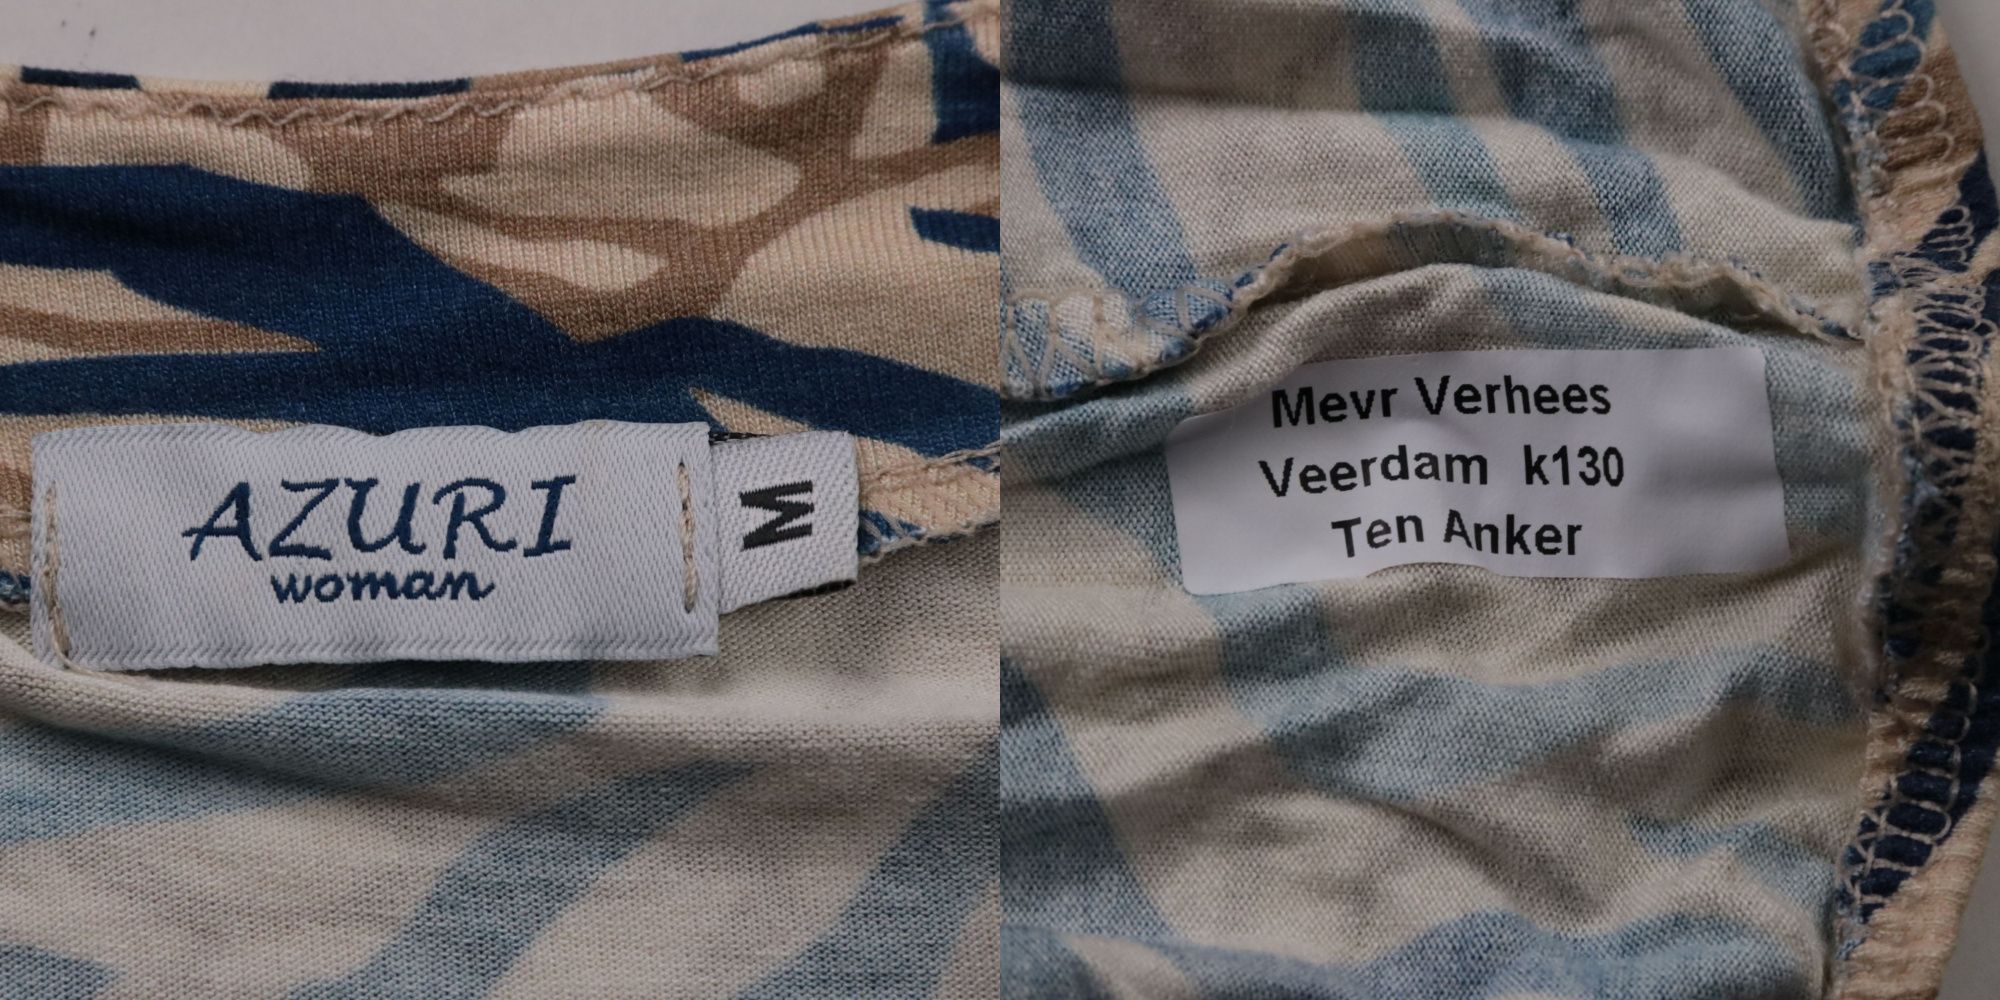 AZURI
woman
M
Mevr Verhees
Veerdam k130
Ten Anker